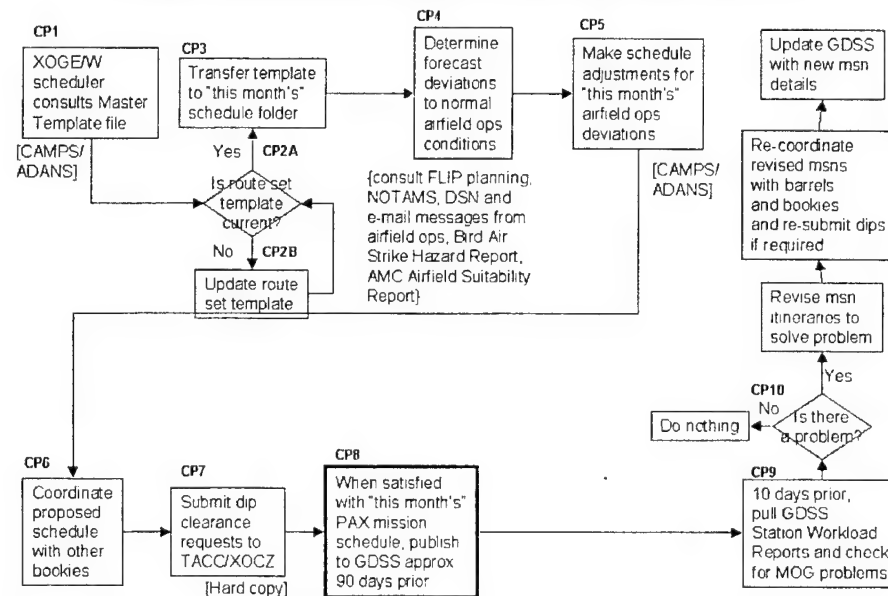 CP1
XOGE/W
scheduler
consults Master
Template file
[CAMPS/
ADANS]
CP3
Transfer template
to "this month's"
schedule folder
Yes
CP2A
Is route set
template
current?
No
CP2B
Update route
set template
CP4
Determine
forecast
deviations
to normal
airfield ops
conditions
{consult FLIP planning,
NOTAMS, DSN and
e-mail messages from
airfield ops, Bird Air
Strike Hazard Report,
AMC Airfield Suitability
Report}
CP5
Make schedule
adjustments for
"this month's"
airfield ops
deviations
[CAMPS/
ADANS]
CP6
Coordinate
proposed
schedule
with other
bookies
CP7
Submit dip
clearance
requests to
TACC/XOCZ
[Hard copy]
CP8
When satisfied
with "this month's"
PAX mission
schedule, publish
to GDSS approx
90 days prior
CP9
10 days prior,
pull GDSS
Station Workload
Reports and check
for MOG problems
CP10
Is there
a problem?
No
Do nothing
Yes
Revise msn
itineraries to
solve problem
Re-coordinate
revised msns
with barrels
and bookies
and re-submit dips
if required
Update GDSS
with new msn
details